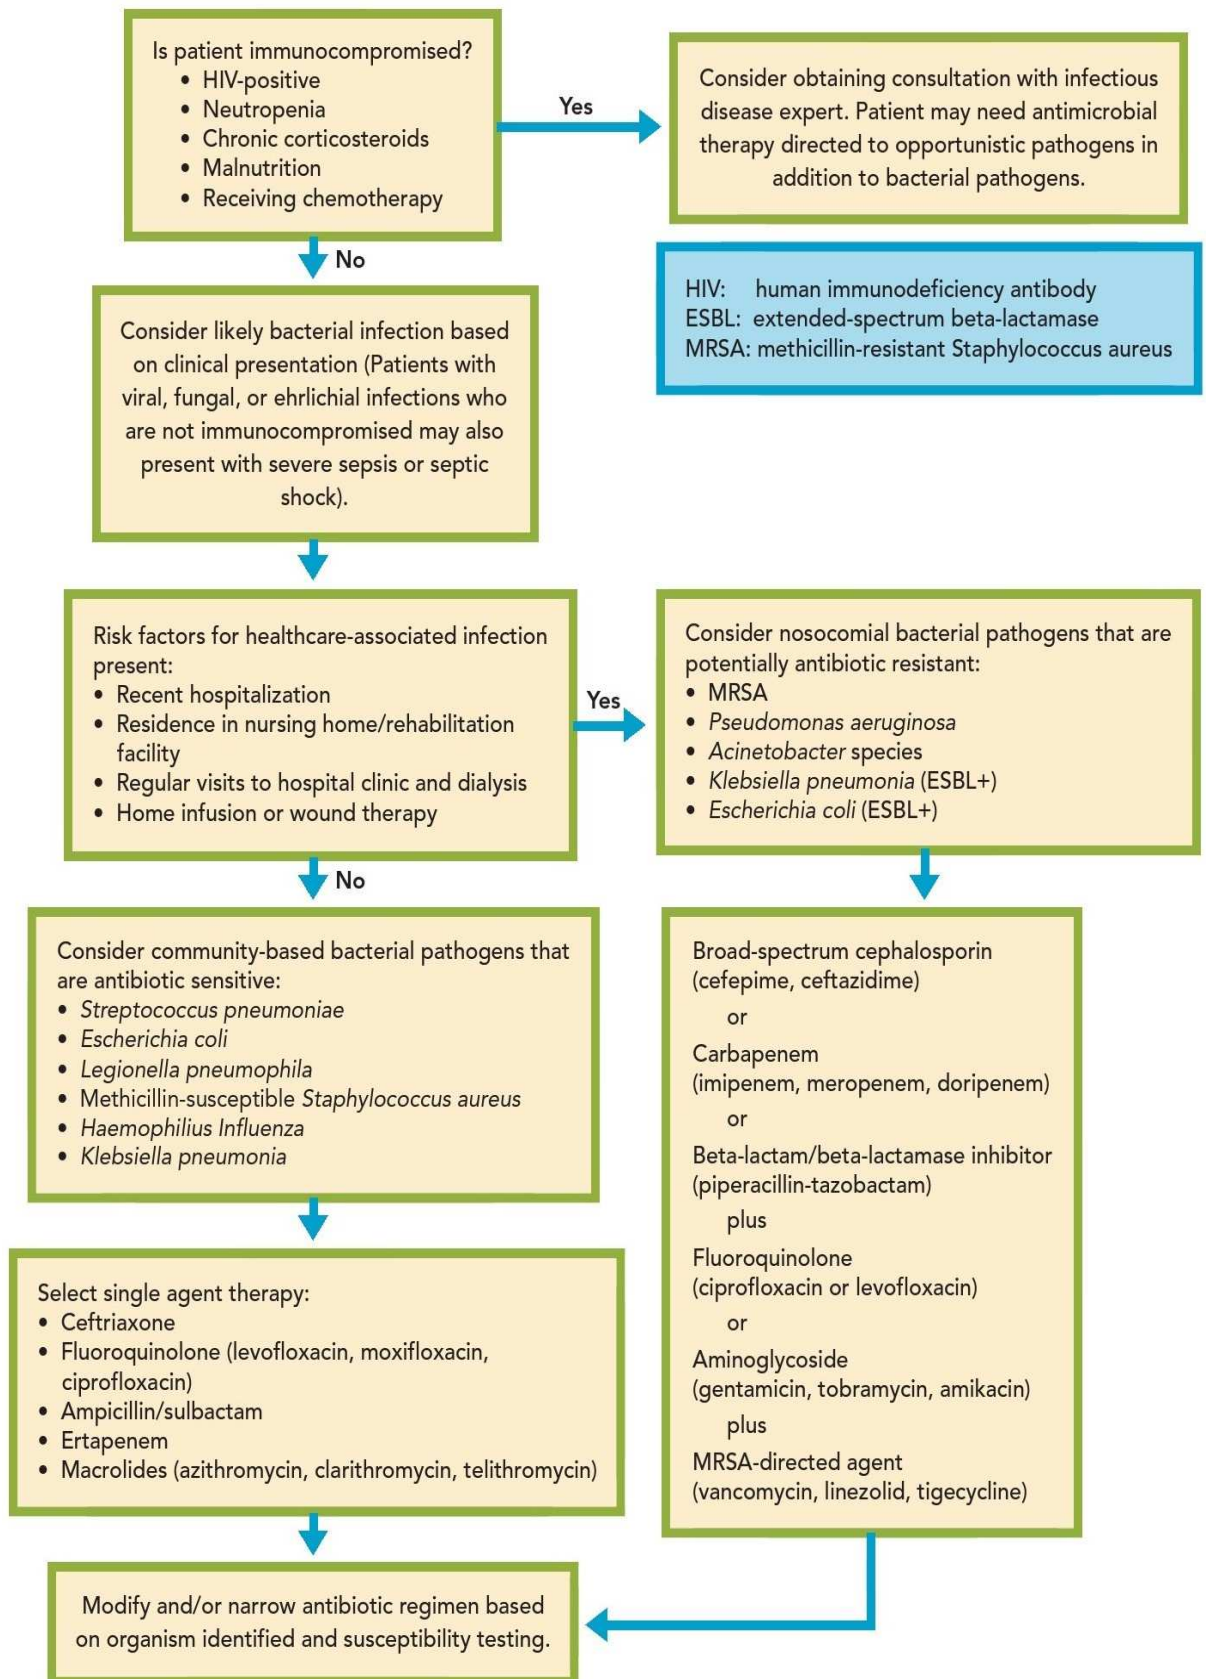 Is patient immunocompromised?
• HIV-positive
• Neutropenia
• Chronic corticosteroids
• Malnutrition
• Receiving chemotherapy
Yes
Consider obtaining consultation with infectious
disease expert. Patient may need antimicrobial
therapy directed to opportunistic pathogens in
addition to bacterial pathogens.
No
HIV: human immunodeficiency antibody
ESBL: extended-spectrum beta-lactamase
MRSA: methicillin-resistant Staphylococcus aureus
Consider likely bacterial infection based
on clinical presentation (Patients with
viral, fungal, or ehrlichial infections who
are not immunocompromised may also
present with severe sepsis or septic
shock).
Risk factors for healthcare-associated infection
present:
• Recent hospitalization
• Residence in nursing home/rehabilitation
facility
• Regular visits to hospital clinic and dialysis
• Home infusion or wound therapy
Yes
Consider nosocomial bacterial pathogens that are
potentially antibiotic resistant:
• MRSA
• Pseudomonas aeruginosa
• Acinetobacter species
• Klebsiella pneumonia (ESBL+)
• Escherichia coli (ESBL+)
No
Consider community-based bacterial pathogens that
are antibiotic sensitive:
• Streptococcus pneumoniae
• Escherichia coli
• Legionella pneumophila
• Methicillin-susceptible Staphylococcus aureus
• Haemophilius Influenza
• Klebsiella pneumonia
Broad-spectrum cephalosporin
(cefepime, ceftazidime)
or
Carbapenem
(imipenem, meropenem, doripenem)
or
Beta-lactam/beta-lactamase inhibitor
(piperacillin-tazobactam)
plus
Fluoroquinolone
(ciprofloxacin or levofloxacin)
or
Aminoglycoside
(gentamicin, tobramycin, amikacin)
plus
MRSA-directed agent
(vancomycin, linezolid, tigecycline)
Select single agent therapy:
• Ceftriaxone
• Fluoroquinolone (levofloxacin, moxifloxacin,
ciprofloxacin)
• Ampicillin/sulbactam
• Ertapenem
• Macrolides (azithromycin, clarithromycin, telithromycin)
Modify and/or narrow antibiotic regimen based
on organism identified and susceptibility testing.